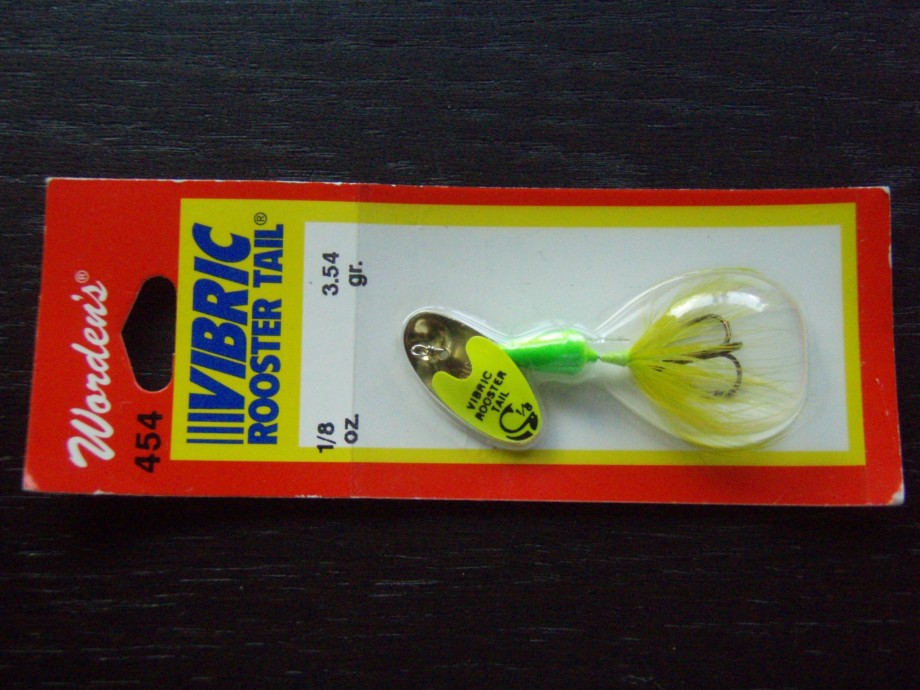 Worden's®
454
VIBRIC
ROOSTER TAIL®
1/8
oz.
3.54
gr.
VIBRIC
ROOSTER
TAIL
1/8